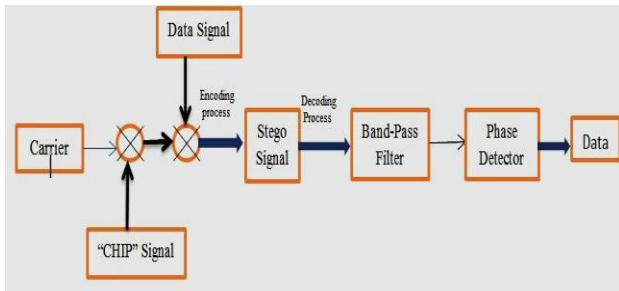 Data Signal
Encoding
process
Decoding
Process
Carrier
Stego
Signal
Band-Pass
Filter
Phase
Detector
Data
“CHIP” Signal